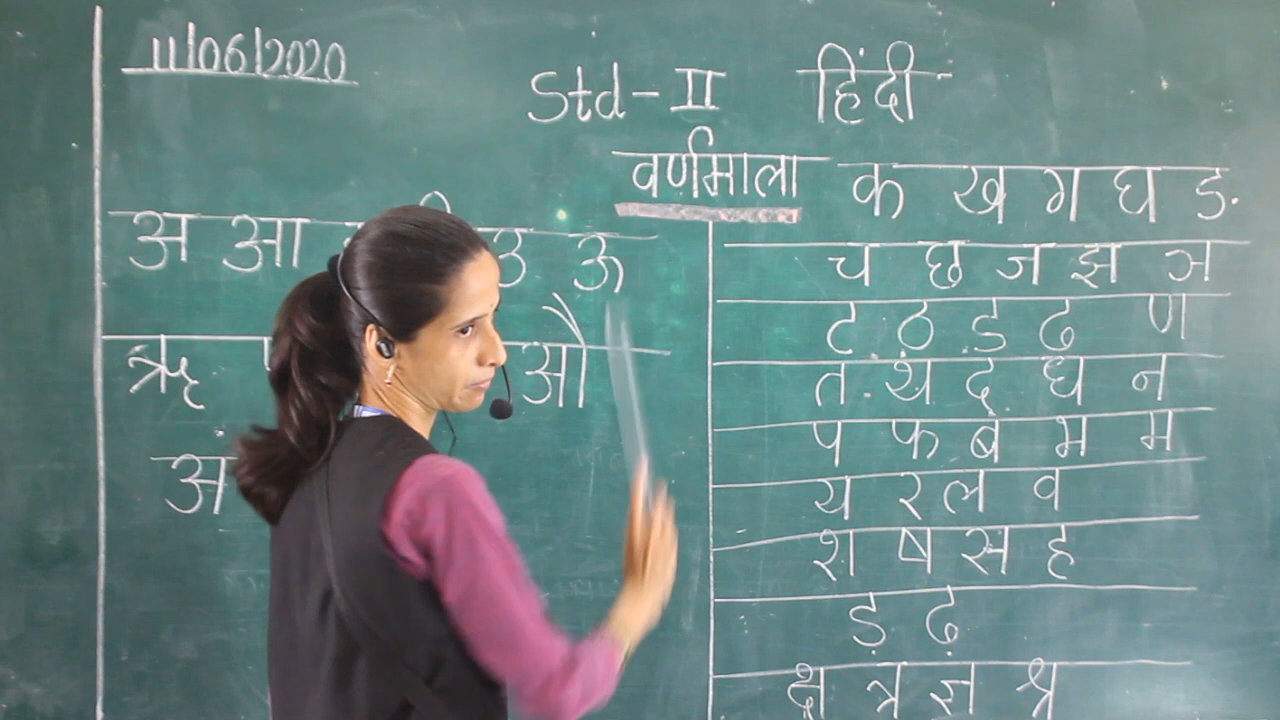 11/06/2020
Std-II हिंदी
वर्णमाला
अ आ उ ऊ
ऋ औ
अं
क ख ग घ ङ
च छ ज झ ञ
ट ठ ड ढ ण
त थ द ध न
प फ ब भ म
य र ल व
श ष स ह
ड़ ढ़
क्ष त्र ज्ञ श्र